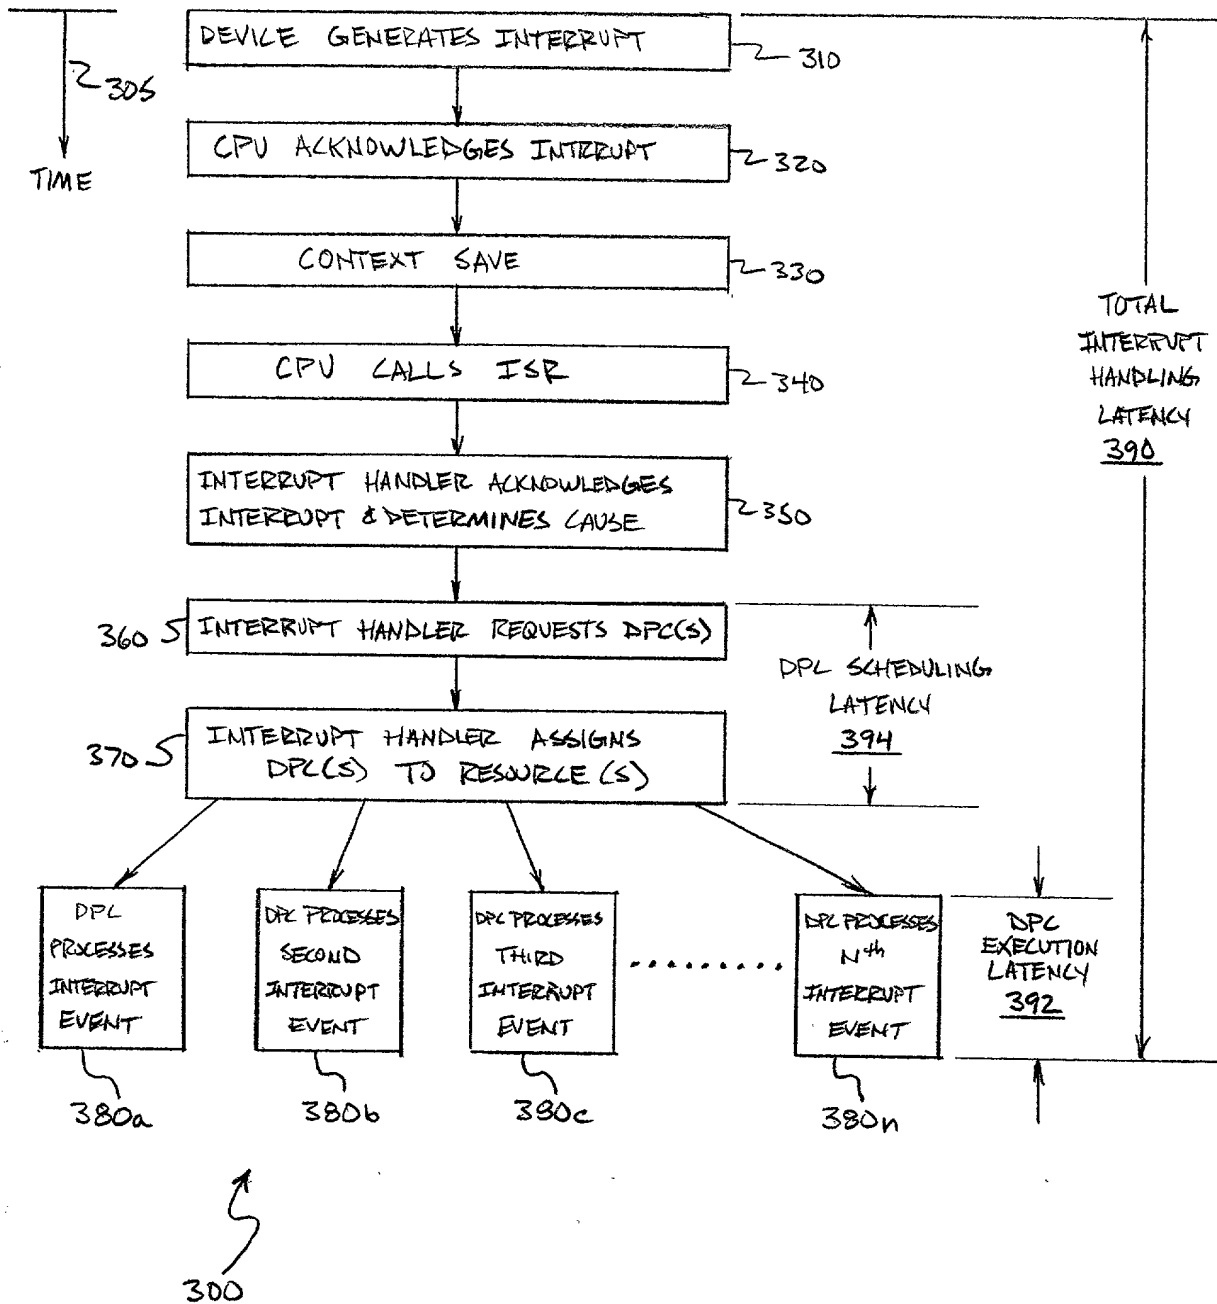 DEVICE GENERATES INTERRUPT
310
305
TIME
CPU ACKNOWLEDGES INTRRUPT
320
CONTEXT SAVE
330
CPU CALLS ISR
340
TOTAL
INTERRUPT
HANDLING
LATENCY
390
INTERRUPT HANDLER ACKNOWLEDGES
INTERRUPT & DETERMINES CAUSE
350
360
INTERRUPT HANDLER REQUESTS DPC(S)
DPC SCHEDULING
LATENCY
394
370
INTERRUPT HANDLER ASSIGNS
DPC(S) TO RESOURCE(S)
DPC
PROCESSES
INTERRUPT
EVENT
DPC PROCESSES
SECOND
INTERRUPT
EVENT
DPC PROCESSES
THIRD
INTERRUPT
EVENT
DPC PROCESSES
Nth
INTERRUPT
EVENT
DPC
EXECUTION
LATENCY
392
380a
380b
380c
380n
300